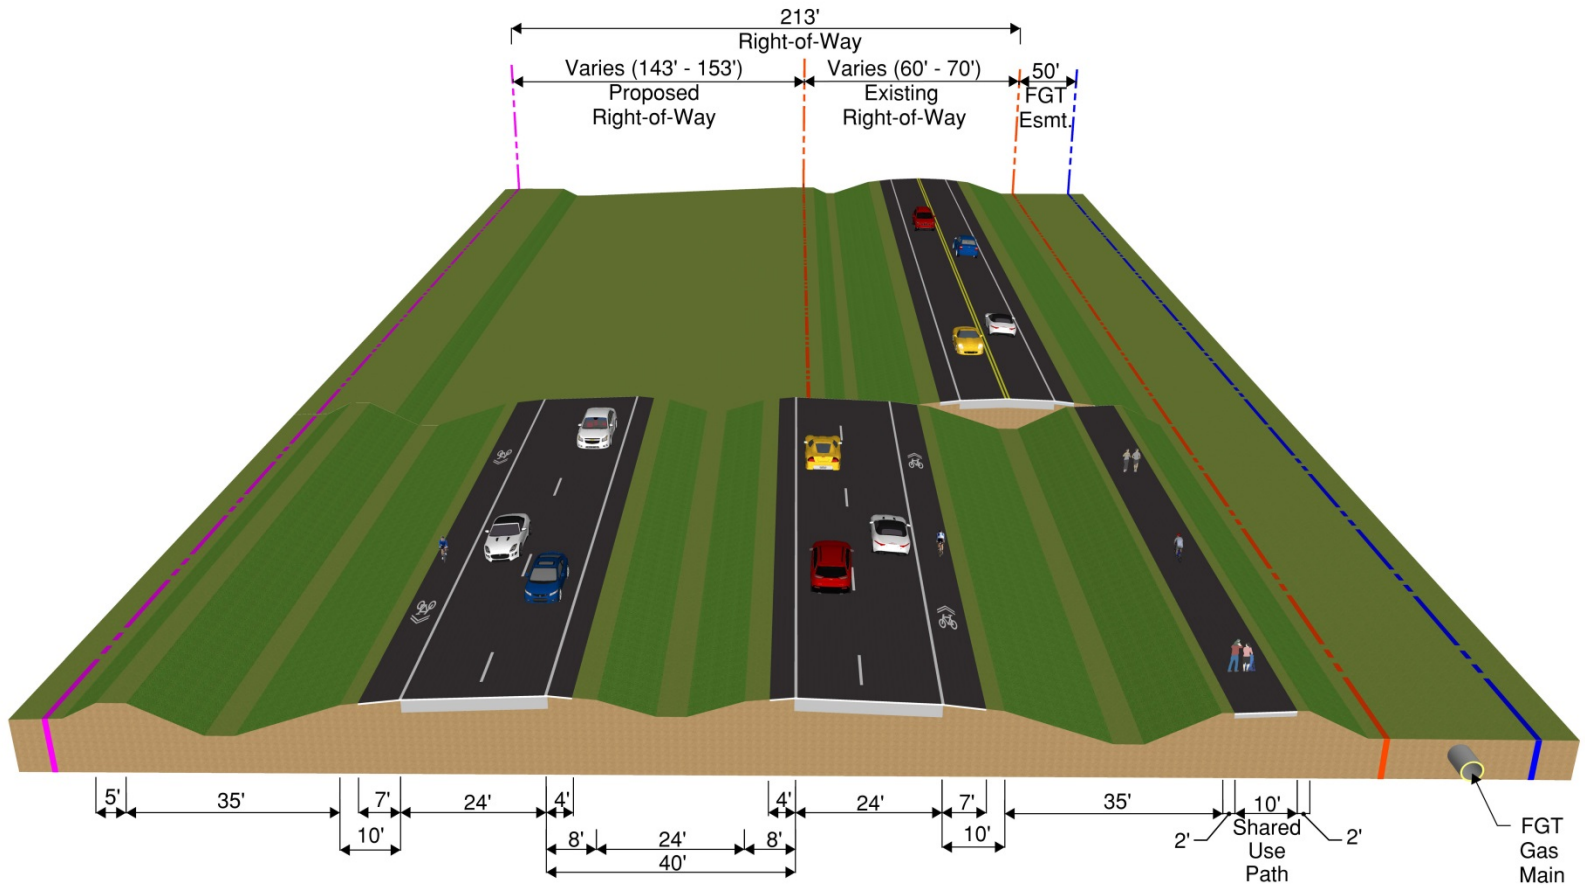 213'
Right-of-Way
Varies (143' - 153')
Proposed
Right-of-Way
Varies (60' - 70')
Existing
Right-of-Way
50'
FGT
Esmt.
5'
35'
7'
10'
24'
4'
8'
24'
8'
40'
4'
24'
7'
10'
35'
2'
10'
Shared
Use
Path
2'
FGT
Gas
Main